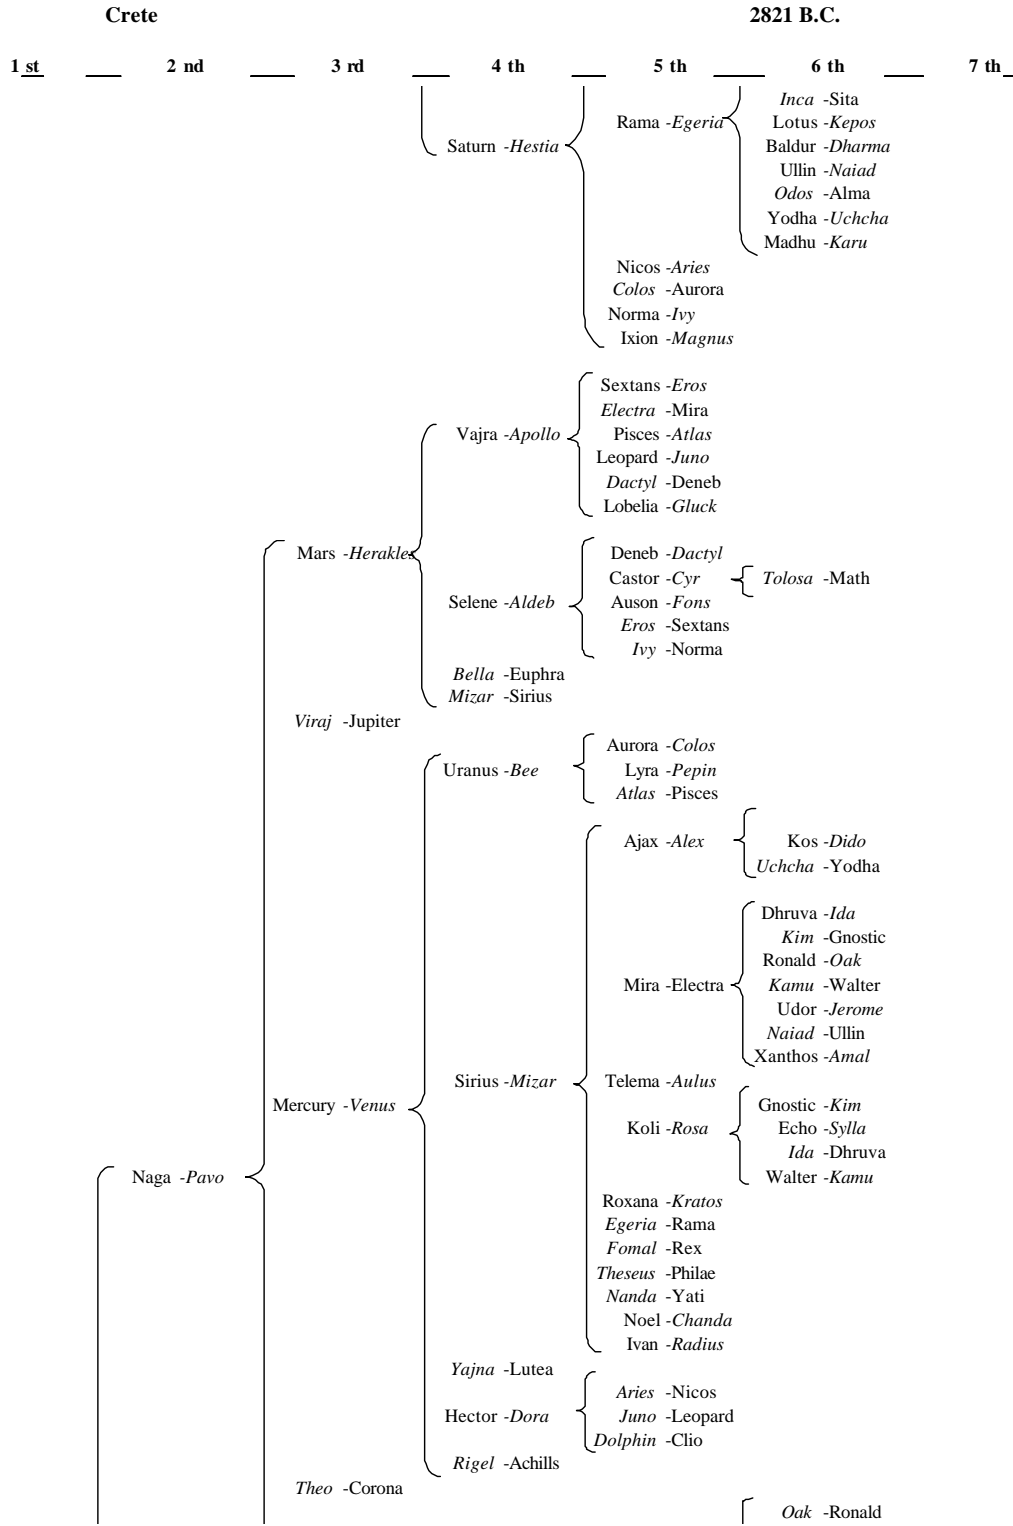 Crete 2821 B.C.
1 st 2 nd 3 rd 4 th 5 th 6 th 7 th
Inca -Sita
Rama -Egeria Lotus -Kepos
Saturn -Hestia Baldur -Dharma
Ullin -Naiad
Odos -Alma
Yodha -Uchcha
Madhu -Karu
Nicos -Aries
Colos -Aurora
Norma -Ivy
Ixion -Magnus
Sextans -Eros
Electra -Mira
Vajra -Apollo Pisces -Atlas
Leopard -Juno
Dactyl -Deneb
Lobelia -Gluck
Mars -Herakles Deneb -Dactyl
Castor -Cyr Tolosa -Math
Selene -Aldeb Auson -Fons
Eros -Sextans
Ivy -Norma
Bella -Euphra
Mizar -Sirius
Viraj -Jupiter
Aurora -Colos
Uranus -Bee Lyra -Pepin
Atlas -Pisces
Ajax -Alex Kos -Dido
Uchcha -Yodha
Dhruva -Ida
Kim -Gnostic
Ronald -Oak
Mira -Electra Kamu -Walter
Udor -Jerome
Naiad -Ullin
Xanthos -Amal
Sirius -Mizar Telema -Aulus
Mercury -Venus Gnostic -Kim
Koli -Rosa Echo -Sylla
Ida -Dhruva
Naga -Pavo Walter -Kamu
Roxana -Kratos
Egeria -Rama
Fomal -Rex
Theseus -Philae
Nanda -Yati
Noel -Chanda
Ivan -Radius
Yajna -Lutea
Aries -Nicos
Hector -Dora Juno -Leopard
Dolphin -Clio
Rigel -Achills
Theo -Corona
Oak -Ronald